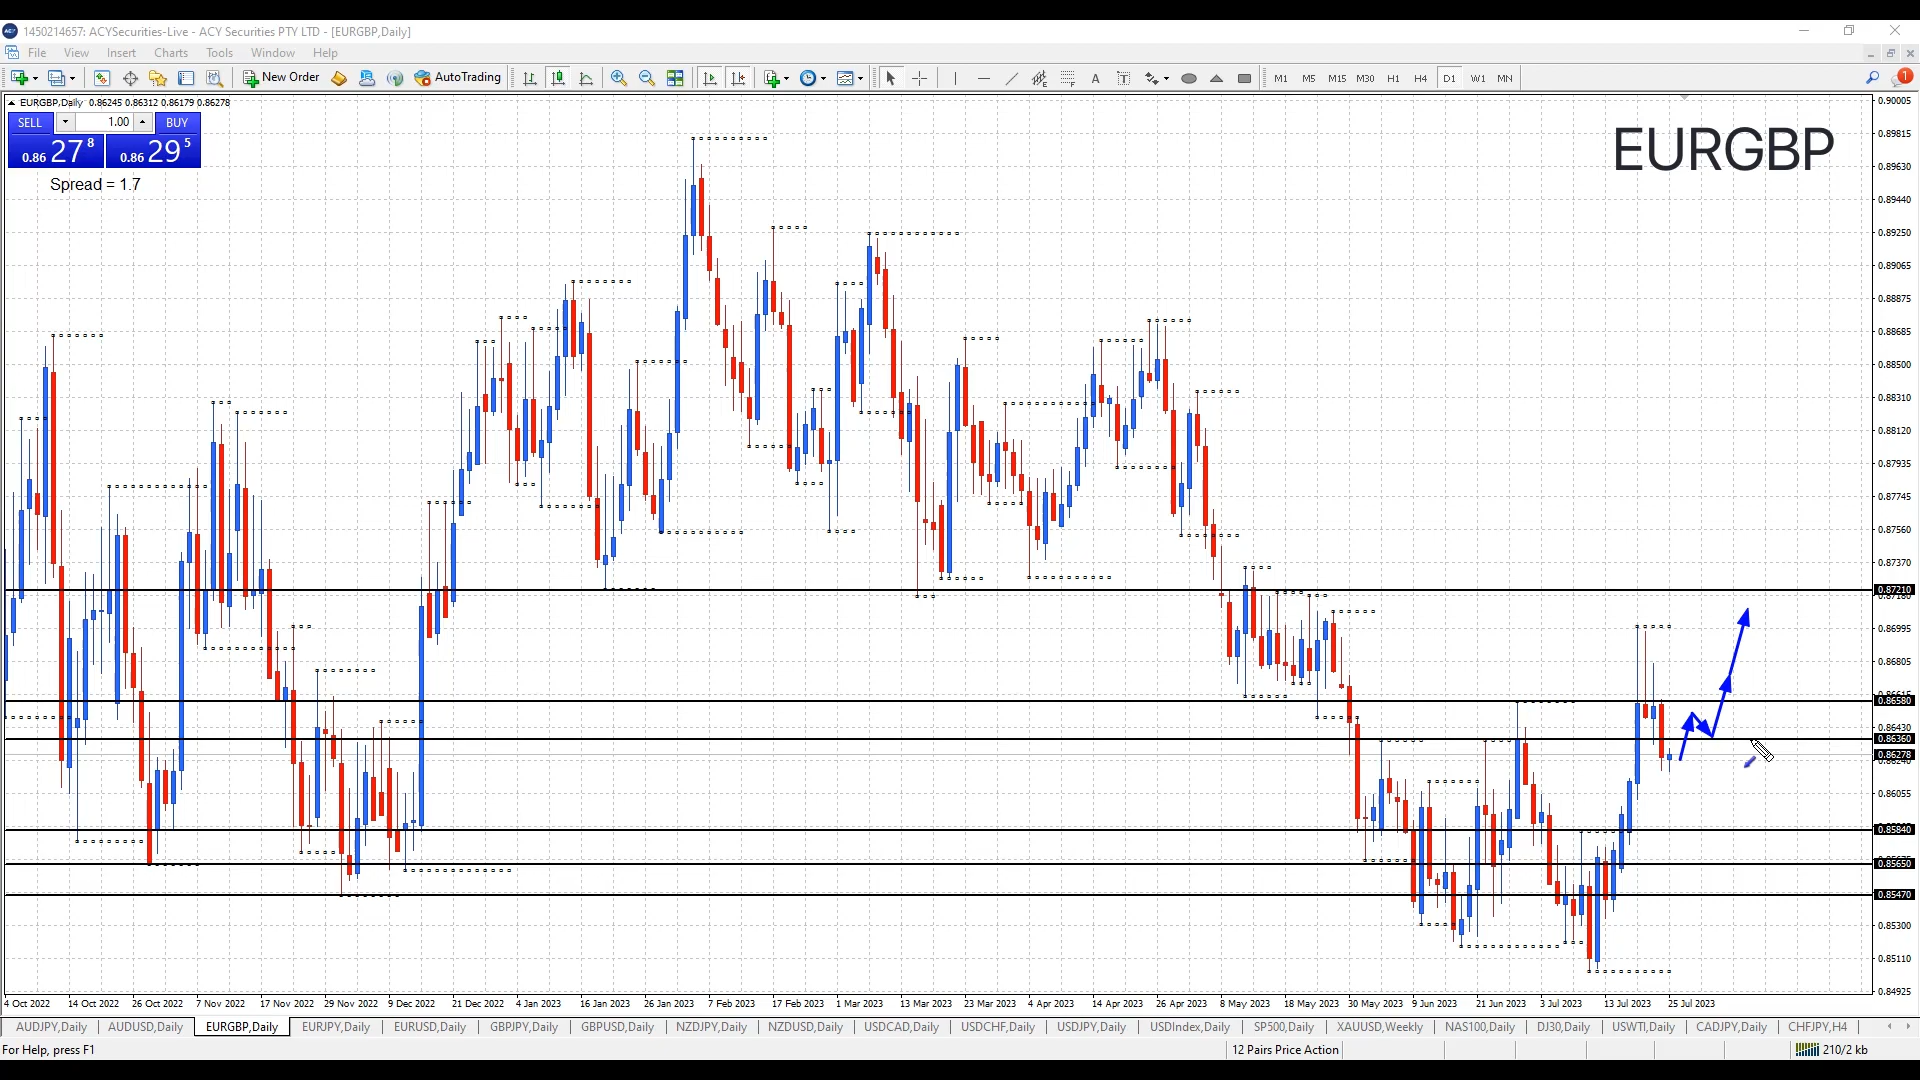 1450214657: ACYSecurities-Live - ACY Securities PTY LTD - [EURGBP,Daily]
File View Insert Charts Tools Window Help
New Order AutoTrading A T M1 M5 M15 M30 H1 H4 D1 W1 MN 1
EURGBP,Daily 0.86245 0.86312 0.86179 0.86278
SELL 1.00 BUY
0.86 27 8 0.86 29 5
Spread = 1.7
EURGBP
0.90005
0.89815
0.89630
0.89440
0.89250
0.89065
0.88875
0.88685
0.88500
0.88310
0.88120
0.87935
0.87745
0.87560
0.87370
0.87210
0.87180
0.86995
0.86805
0.86615
0.86580
0.86430
0.86360
0.86278
0.86240
0.86055
0.85840
0.85650
0.85470
0.85300
0.85110
0.84925
4 Oct 2022 14 Oct 2022 26 Oct 2022 7 Nov 2022 17 Nov 2022 29 Nov 2022 9 Dec 2022 21 Dec 2022 4 Jan 2023 16 Jan 2023 26 Jan 2023 7 Feb 2023 17 Feb 2023 1 Mar 2023 13 Mar 2023 23 Mar 2023 4 Apr 2023 14 Apr 2023 26 Apr 2023 8 May 2023 18 May 2023 30 May 2023 9 Jun 2023 21 Jun 2023 3 Jul 2023 13 Jul 2023 25 Jul 2023
AUDJPY,Daily AUDUSD,Daily EURGBP,Daily EURJPY,Daily EURUSD,Daily GBPJPY,Daily GBPUSD,Daily NZDJPY,Daily NZDUSD,Daily USDCAD,Daily USDCHF,Daily USDJPY,Daily USDIndex,Daily SP500,Daily XAUUSD,Weekly NAS100,Daily DJ30,Daily USWTI,Daily CADJPY,Daily CHFJPY,H4
For Help, press F1 12 Pairs Price Action 210/2 kb